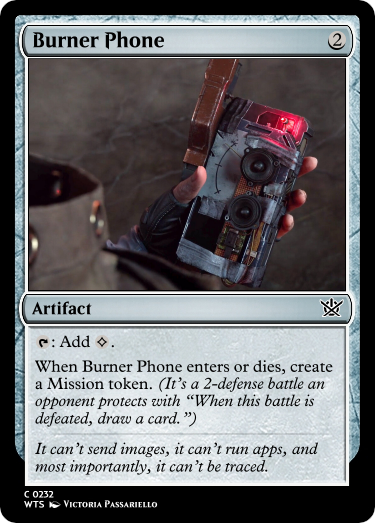 Burner Phone 2
Artifact
: Add .
When Burner Phone enters or dies, create
a Mission token. (It's a 2-defense battle an
opponent protects with “When this battle is
defeated, draw a card.”)
It can't send images, it can't run apps, and
most importantly, it can't be traced.
C 0232
WTS Victoria Passariello